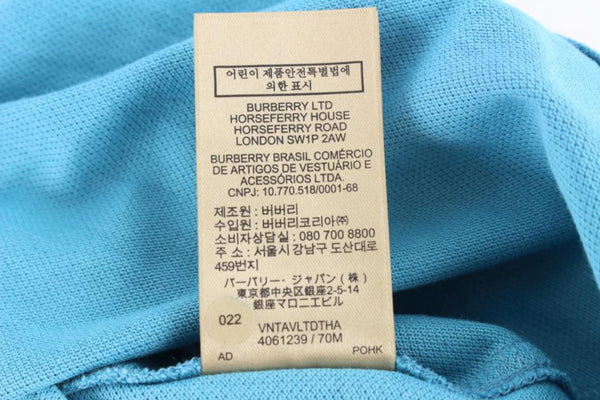 어린이 제품안전특별법에
의한 표시
BURBERRY LTD
HORSEFERRY HOUSE
HORSEFERRY ROAD
LONDON SW1P 2AW
BURBERRY BRASIL COMÉRCIO
DE ARTIGOS DE VESTUÁRIO E
ACESSÓRIOS LTDA.
CNPJ: 10.770.518/0001-68
제조원 : 버버리
수입원 : 버버리코리아㈜
소비자상담실 : 080 700 8800
주 소 : 서울시강남구 도산대로
459번지
バーバリー・ジャパン（株）
東京都中央区銀座2-5-14
銀座マロニエビル
022
VNTAVLTDTHA
4061239 / 70M
AD
POHK